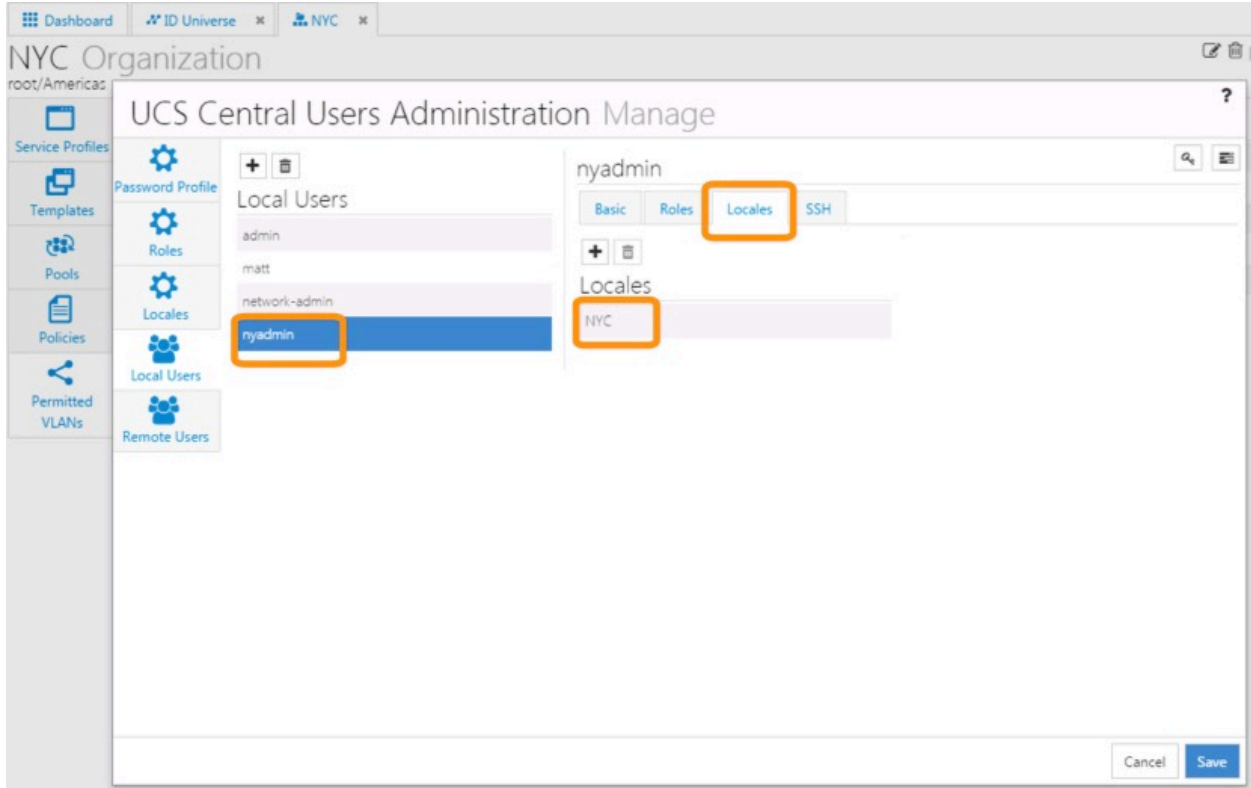 Dashboard
ID Universe
NYC
NYC Organization
root/Americas
Service Profiles
Templates
Pools
Policies
Permitted
VLANs
UCS Central Users Administration Manage
?
Password Profile
Roles
Locales
Local Users
Remote Users
Local Users
admin
matt
network-admin
nyadmin
nyadmin
Basic Roles Locales SSH
Locales
NYC
Cancel Save